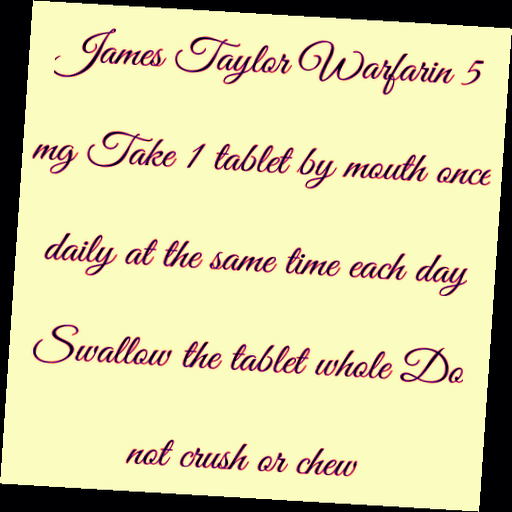 James Taylor Warfarin 5
mg Take 1 tablet by mouth once
daily at the same time each day
Swallow the tablet whole Do
not crush or chew